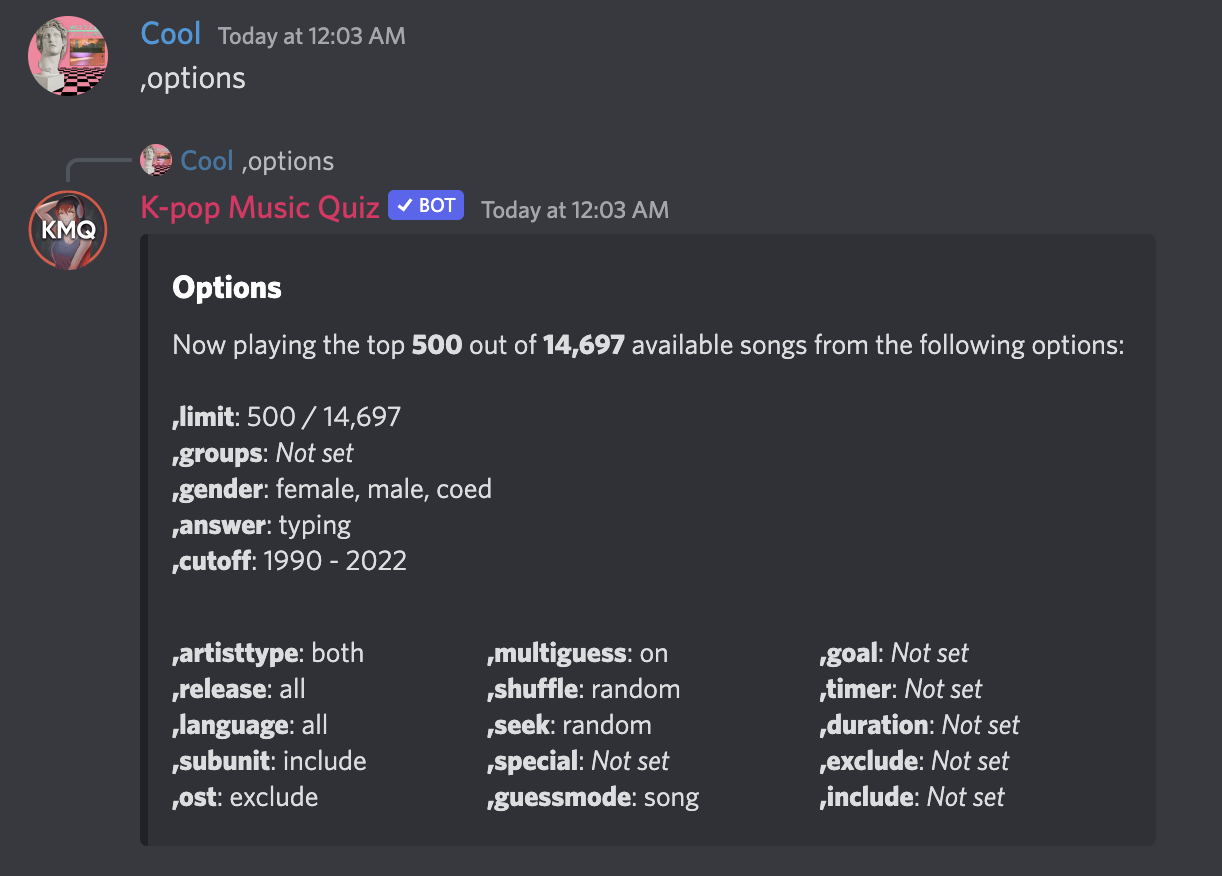 Cool Today at 12:03 AM
,options
Cool ,options
K-pop Music Quiz ✓ BOT Today at 12:03 AM
KMQ
Options
Now playing the top 500 out of 14,697 available songs from the following options:
,limit: 500 / 14,697
,groups: Not set
,gender: female, male, coed
,answer: typing
,cutoff: 1990 - 2022
,artisttype: both ,multiguess: on ,goal: Not set
,release: all ,shuffle: random ,timer: Not set
,language: all ,seek: random ,duration: Not set
,subunit: include ,special: Not set ,exclude: Not set
,ost: exclude ,guessmode: song ,include: Not set